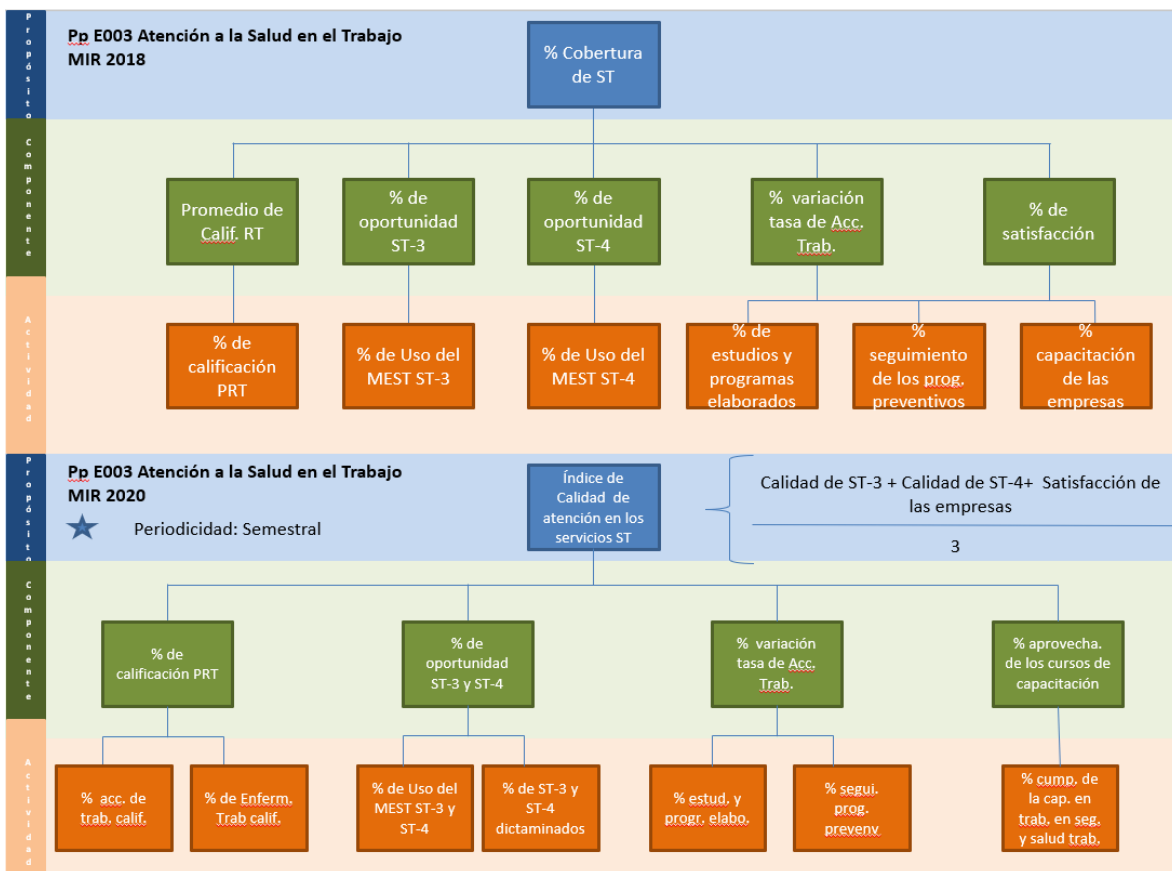 Propósito
Pp E003 Atención a la Salud en el Trabajo
MIR 2018
% Cobertura
de ST
Componente
Promedio de
Calif. RT
% de
oportunidad
ST-3
% de
oportunidad
ST-4
% variación
tasa de Acc.
Trab.
% de
satisfacción
Actividad
% de
calificación
PRT
% de Uso del
MEST ST-3
% de Uso del
MEST ST-4
% de
estudios y
programas
elaborados
%
seguimiento
de los prog.
preventivos
%
capacitación
de las
empresas
Propósito
Pp E003 Atención a la Salud en el Trabajo
MIR 2020
Periodicidad: Semestral
Índice de
Calidad de
atención en los
servicios ST
Calidad de ST-3 + Calidad de ST-4+ Satisfacción de
las empresas
3
Componente
% de
calificación PRT
% de
oportunidad
ST-3 y ST-4
% variación
tasa de Acc.
Trab.
% aprovecha.
de los cursos de
capacitación
Actividad
% acc. de
trab. calif.
% de Enferm.
Trab calif.
% de Uso del
MEST ST-3 y
ST-4
% de ST-3 y
ST-4
dictaminados
% estud. y
progr. elabo.
% segui.
prog.
prevenv
% cump. de
la cap. en
trab. en seg.
y salud trab.